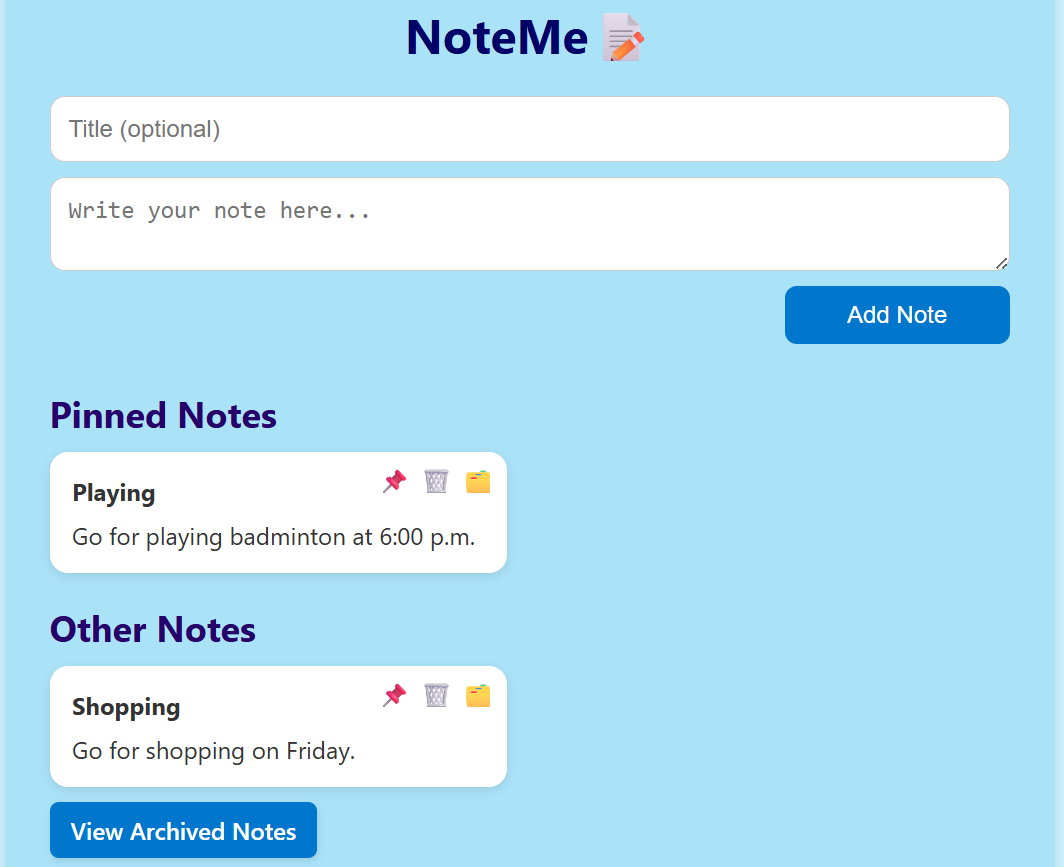 NoteMe
Title (optional)
Write your note here...
Add Note
Pinned Notes
Playing
Go for playing badminton at 6:00 p.m.
Other Notes
Shopping
Go for shopping on Friday.
View Archived Notes